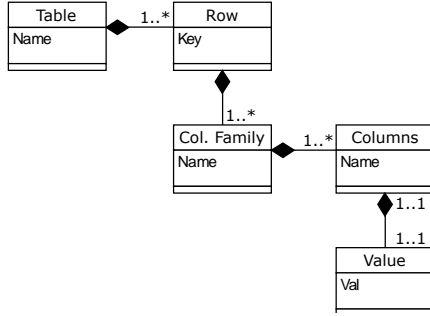 Table
Name
1..*
Row
Key
1..*
Col. Family
Name
1..*
Columns
Name
1..1
1..1
Value
Val